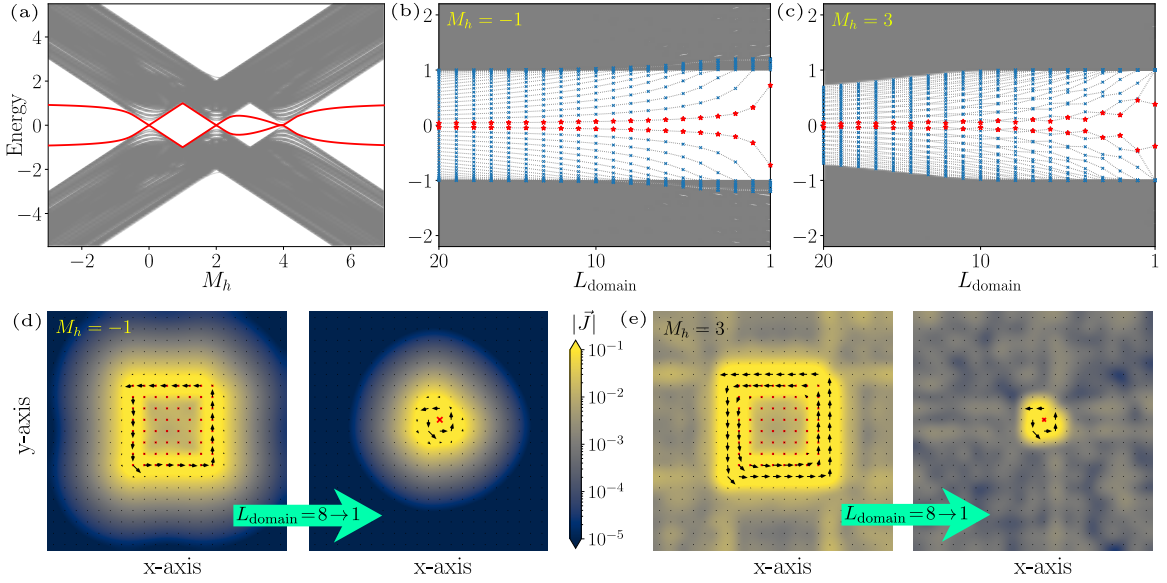 (a)
Energy
4
2
0
−2
−4
−2
0
2
4
6
M_h
(b)
M_h = −1
2
1
0
−1
−2
20
10
1
L_domain
(c)
M_h = 3
2
1
0
−1
−2
20
10
1
L_domain
(d)
M_h = −1
y-axis
x-axis
x-axis
L_domain = 8 → 1
|J⃗|
10^−1
10^−2
10^−3
10^−4
10^−5
(e)
M_h = 3
x-axis
x-axis
L_domain = 8 → 1